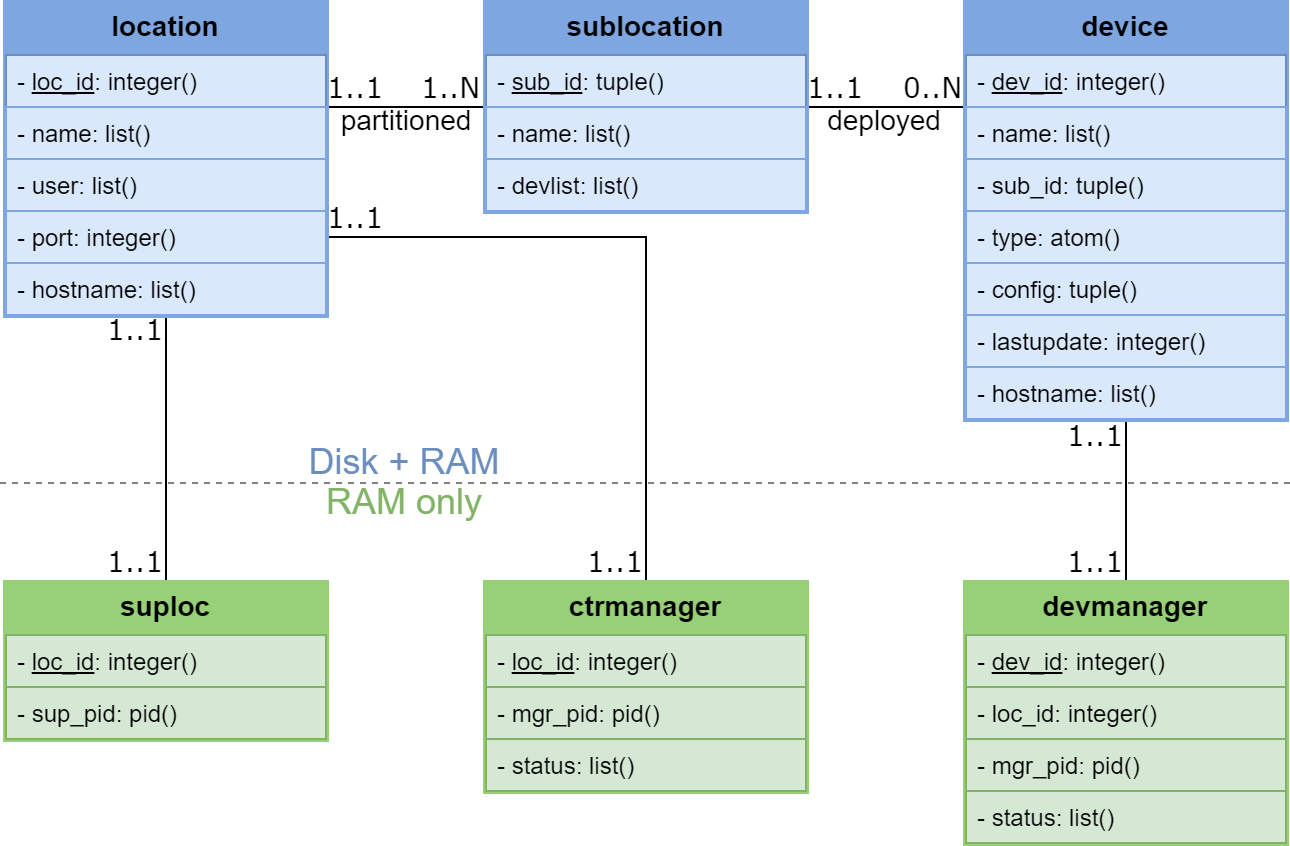 location
- loc_id: integer()
- name: list()
- user: list()
- port: integer()
- hostname: list()
1..1 1..N
partitioned
sublocation
- sub_id: tuple()
- name: list()
- devlist: list()
1..1 0..N
deployed
device
- dev_id: integer()
- name: list()
- sub_id: tuple()
- type: atom()
- config: tuple()
- lastupdate: integer()
- hostname: list()
1..1
1..1
1..1
Disk + RAM
RAM only
1..1
1..1
1..1
suploc
- loc_id: integer()
- sup_pid: pid()
ctrmanager
- loc_id: integer()
- mgr_pid: pid()
- status: list()
devmanager
- dev_id: integer()
- loc_id: integer()
- mgr_pid: pid()
- status: list()